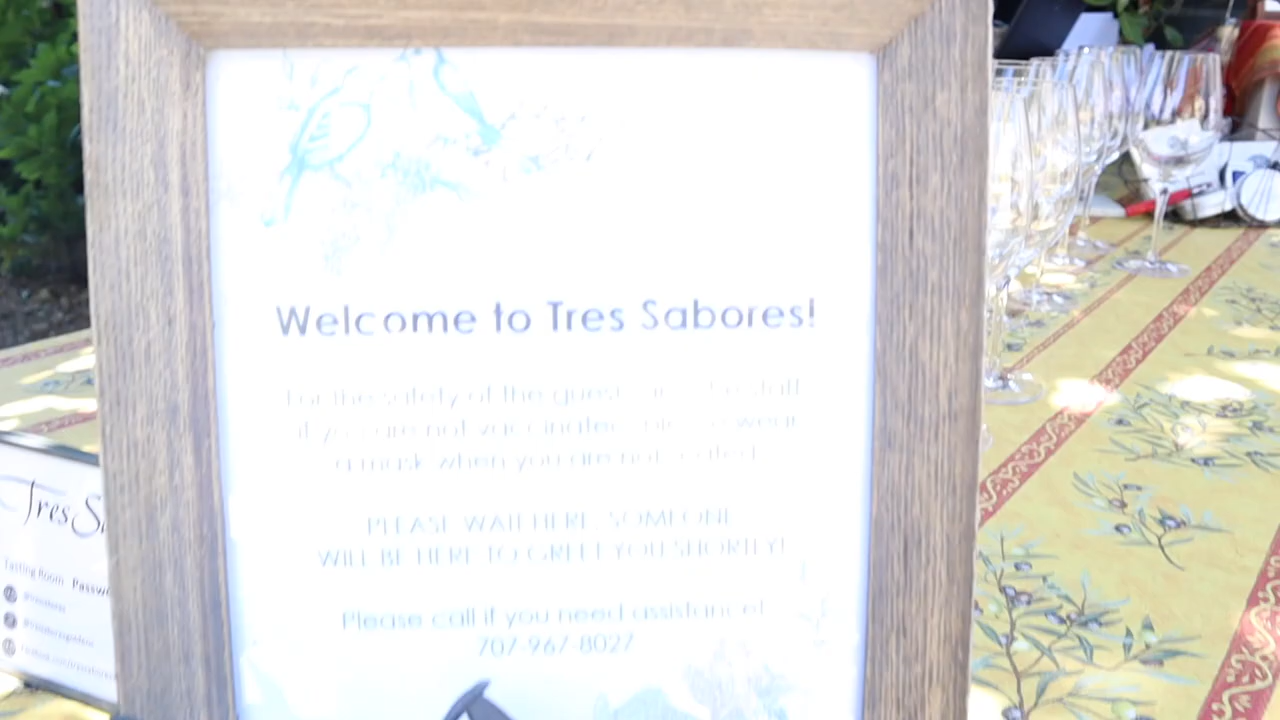 Welcome to Tres Sabores!
For the safety of the guests staff
if you are not vaccinated please wear
a mask when you are not seated
PLEASE WAIT HERE, SOMEONE
WILL BE HERE TO GREET YOU SHORTLY!
Please call if you need assistance!
707-967-8027
Tres
Tasting Room